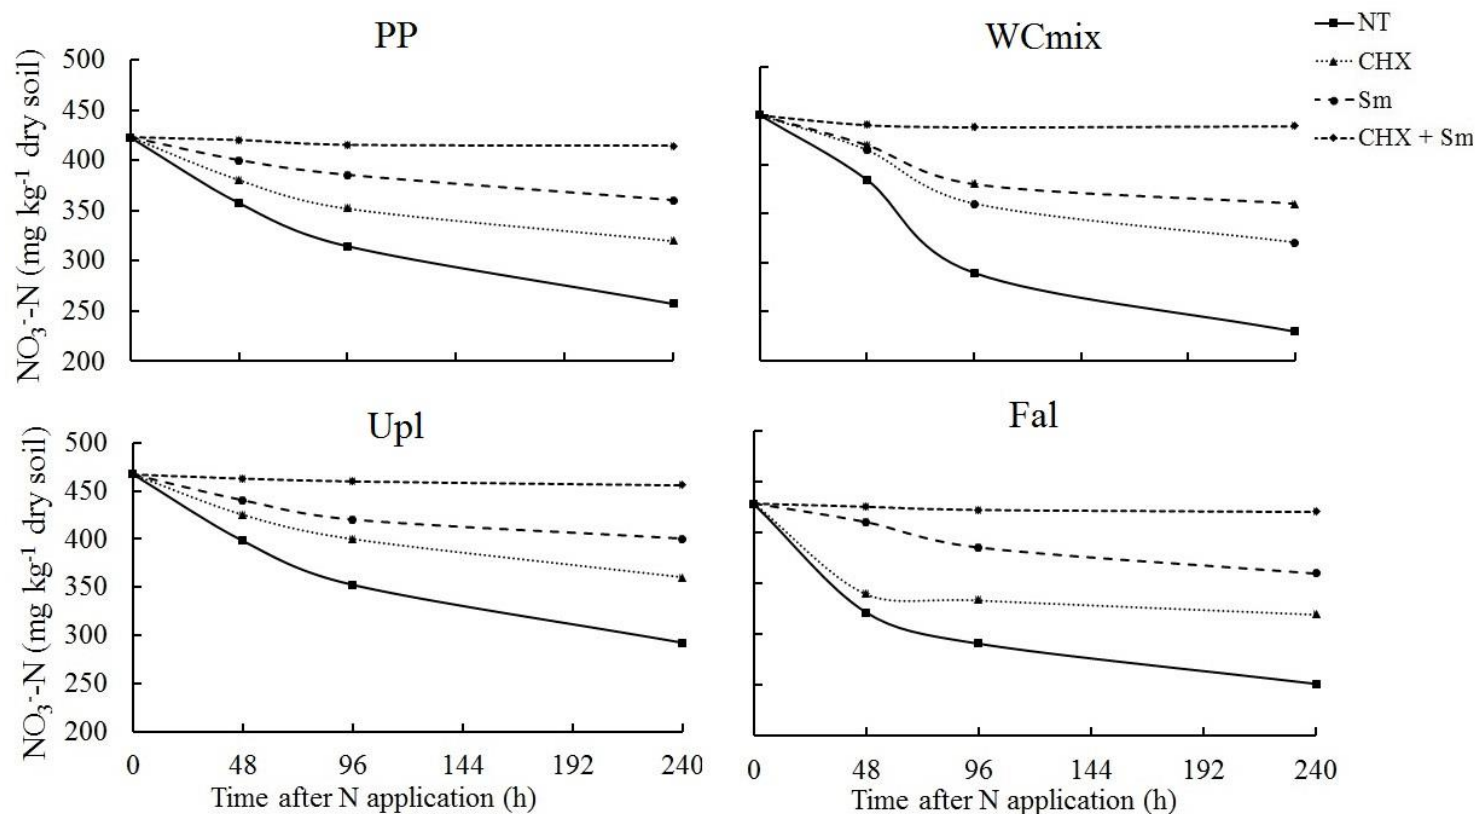 PP
WCmix
NT
CHX
Sm
CHX + Sm
NO₃⁻-N (mg kg⁻¹ dry soil)
500
450
400
350
300
250
200
Upl
Fal
NO₃⁻-N (mg kg⁻¹ dry soil)
500
450
400
350
300
250
200
0 48 96 144 192 240
Time after N application (h)
0 48 96 144 192 240
Time after N application (h)